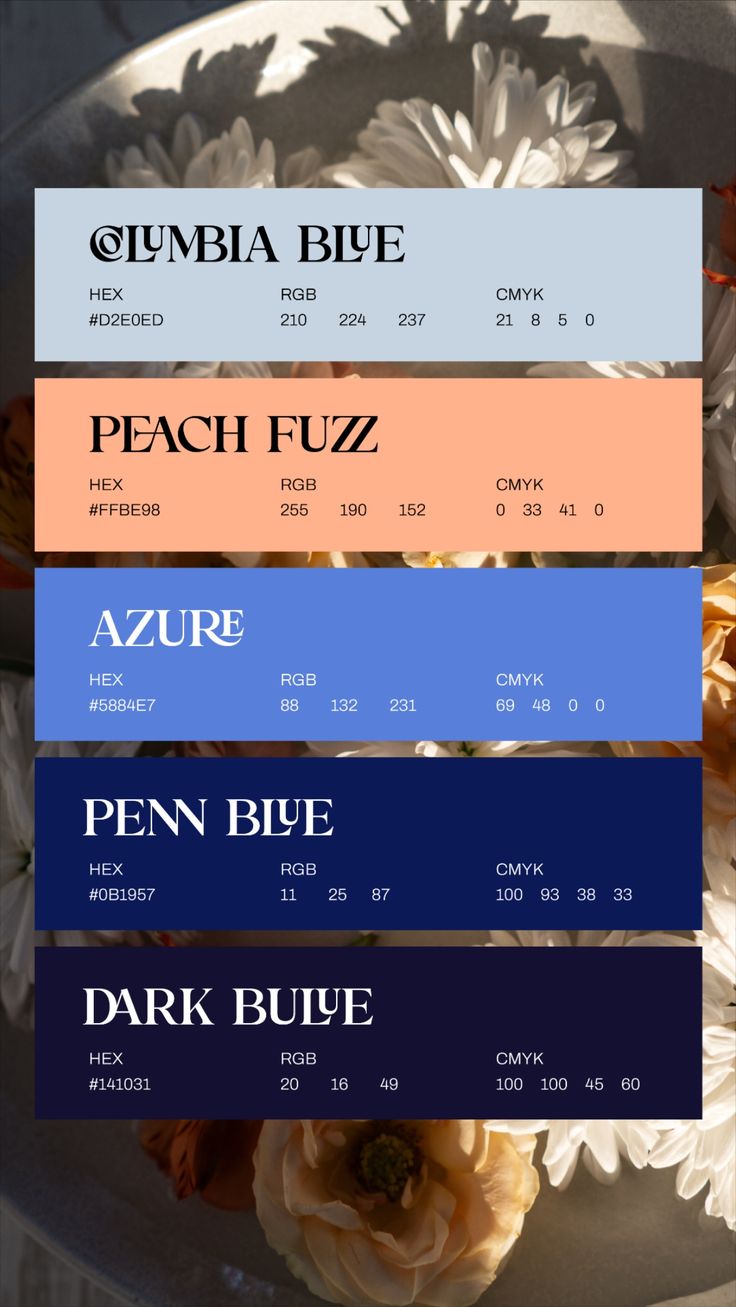 COLUMBIA BLUE
HEX RGB CMYK
#D2E0ED 210 224 237 21 8 5 0
PEACH FUZZ
HEX RGB CMYK
#FFBE98 255 190 152 0 33 41 0
AZURE
HEX RGB CMYK
#5884E7 88 132 231 69 48 0 0
PENN BLUE
HEX RGB CMYK
#0B1957 11 25 87 100 93 38 33
DARK BULUE
HEX RGB CMYK
#141031 20 16 49 100 100 45 60